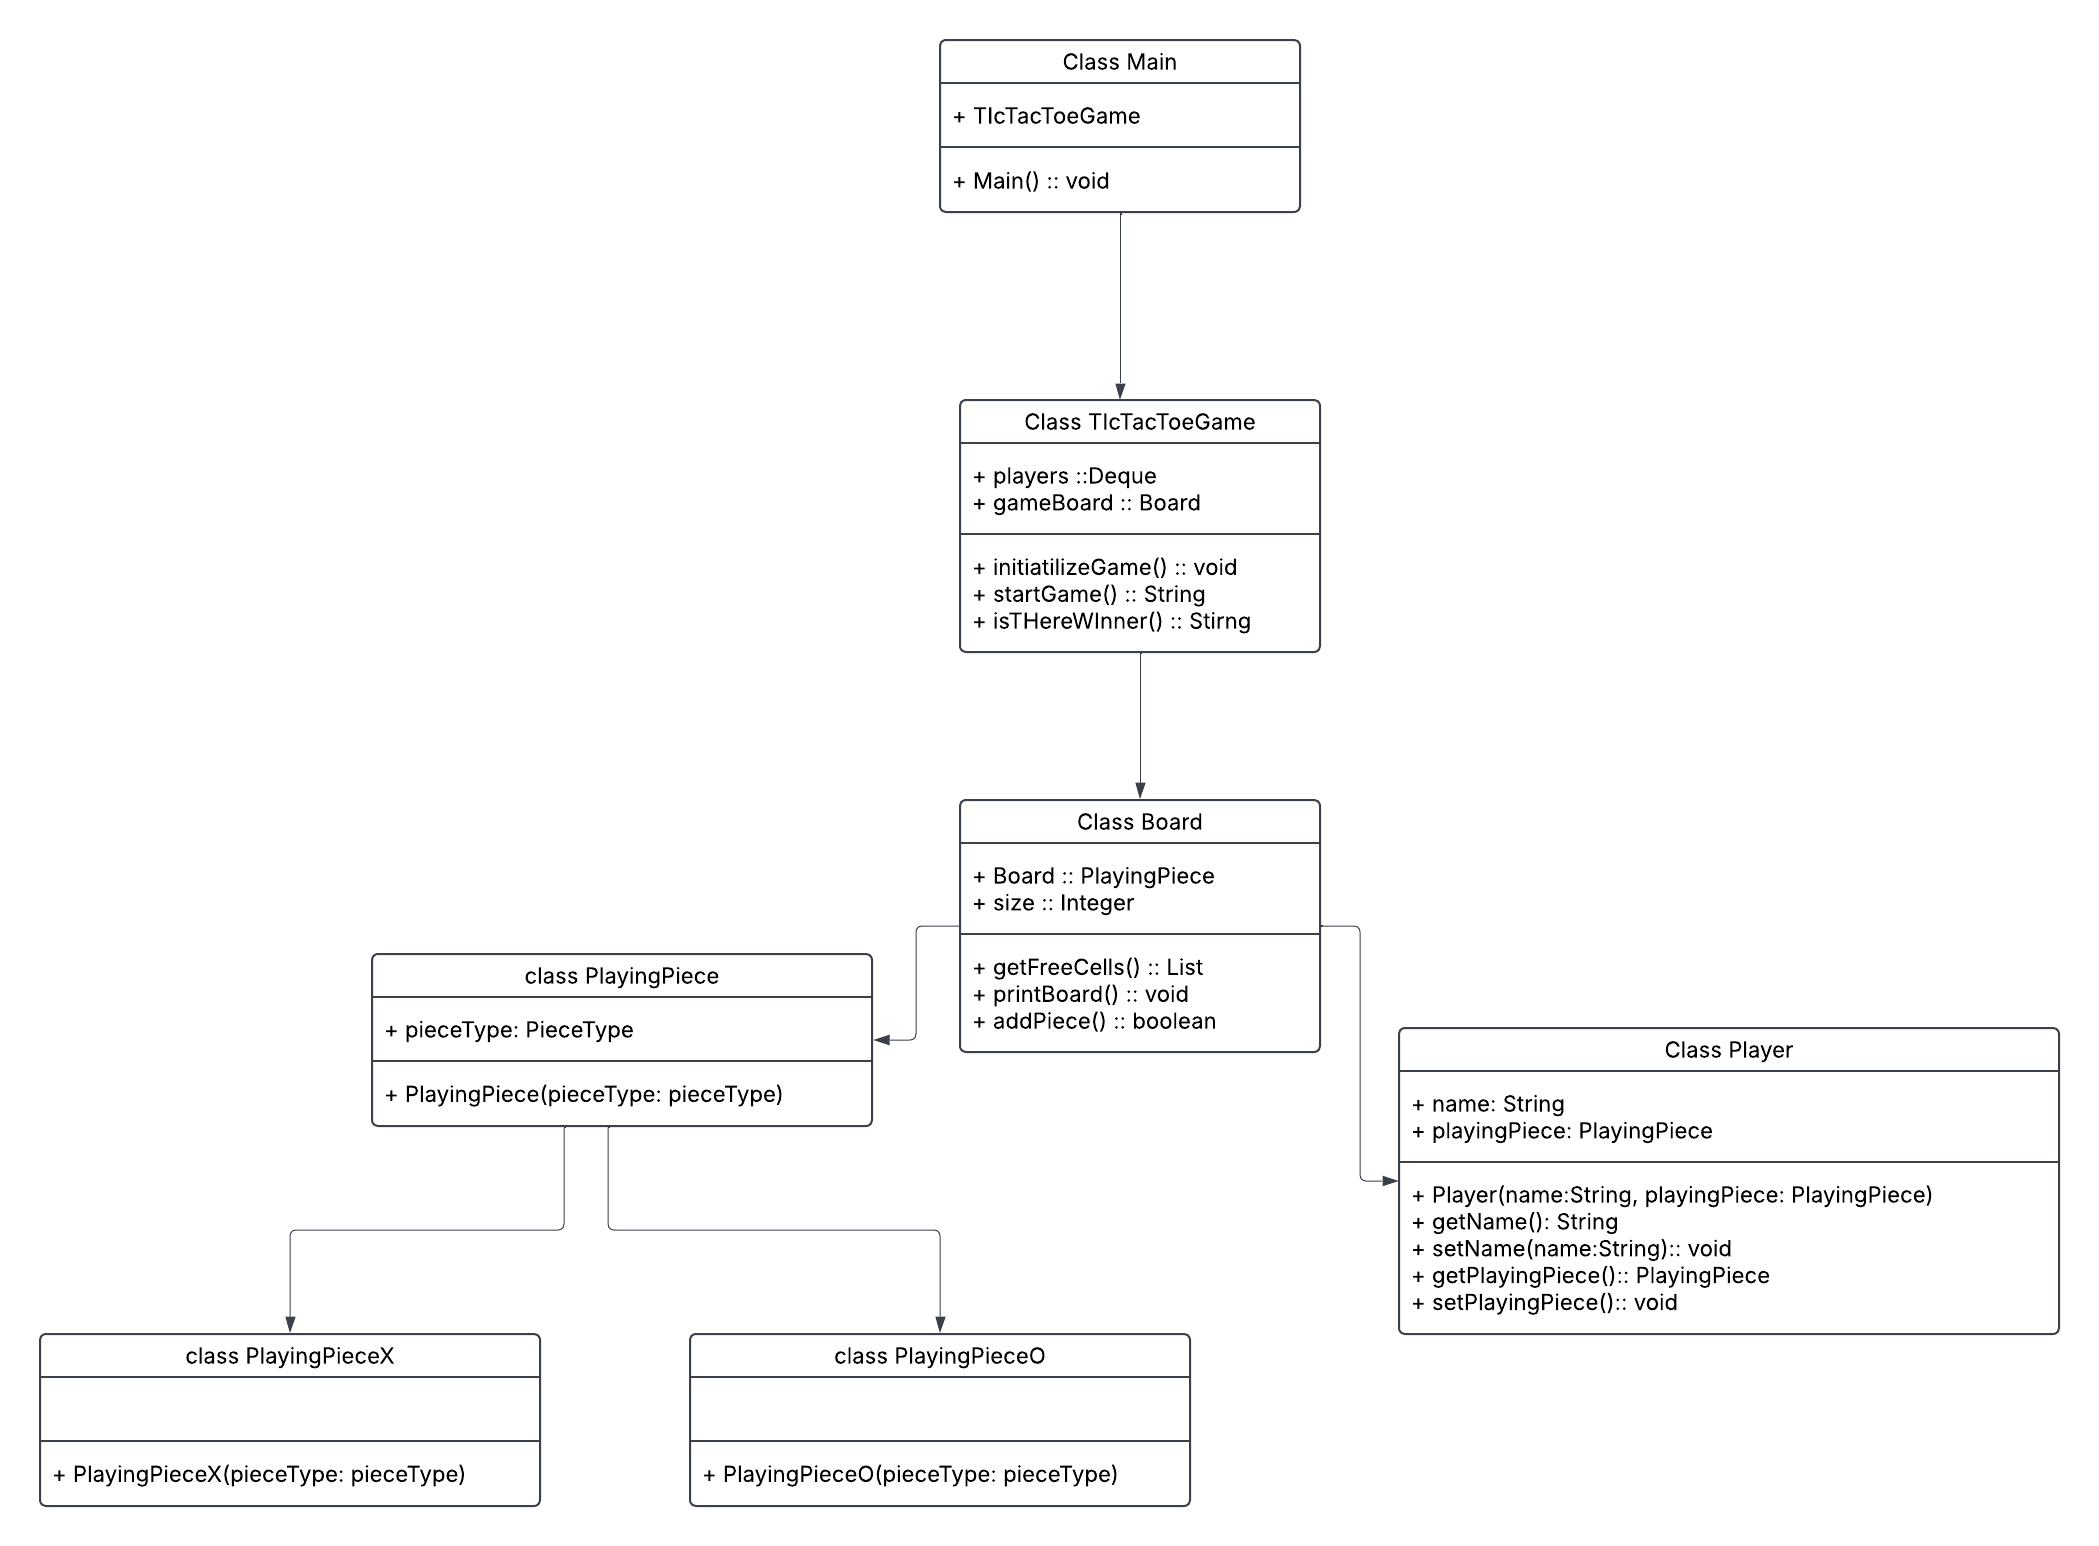 Class Main
+ TIcTacToeGame
+ Main() :: void
Class TIcTacToeGame
+ players ::Deque
+ gameBoard :: Board
+ initiatilizeGame() :: void
+ startGame() :: String
+ isTHereWInner() :: Stirng
Class Board
+ Board :: PlayingPiece
+ size :: Integer
+ getFreeCells() :: List
+ printBoard() :: void
+ addPiece() :: boolean
class PlayingPiece
+ pieceType: PieceType
+ PlayingPiece(pieceType: pieceType)
Class Player
+ name: String
+ playingPiece: PlayingPiece
+ Player(name:String, playingPiece: PlayingPiece)
+ getName(): String
+ setName(name:String):: void
+ getPlayingPiece():: PlayingPiece
+ setPlayingPiece():: void
class PlayingPieceX
+ PlayingPieceX(pieceType: pieceType)
class PlayingPieceO
+ PlayingPieceO(pieceType: pieceType)